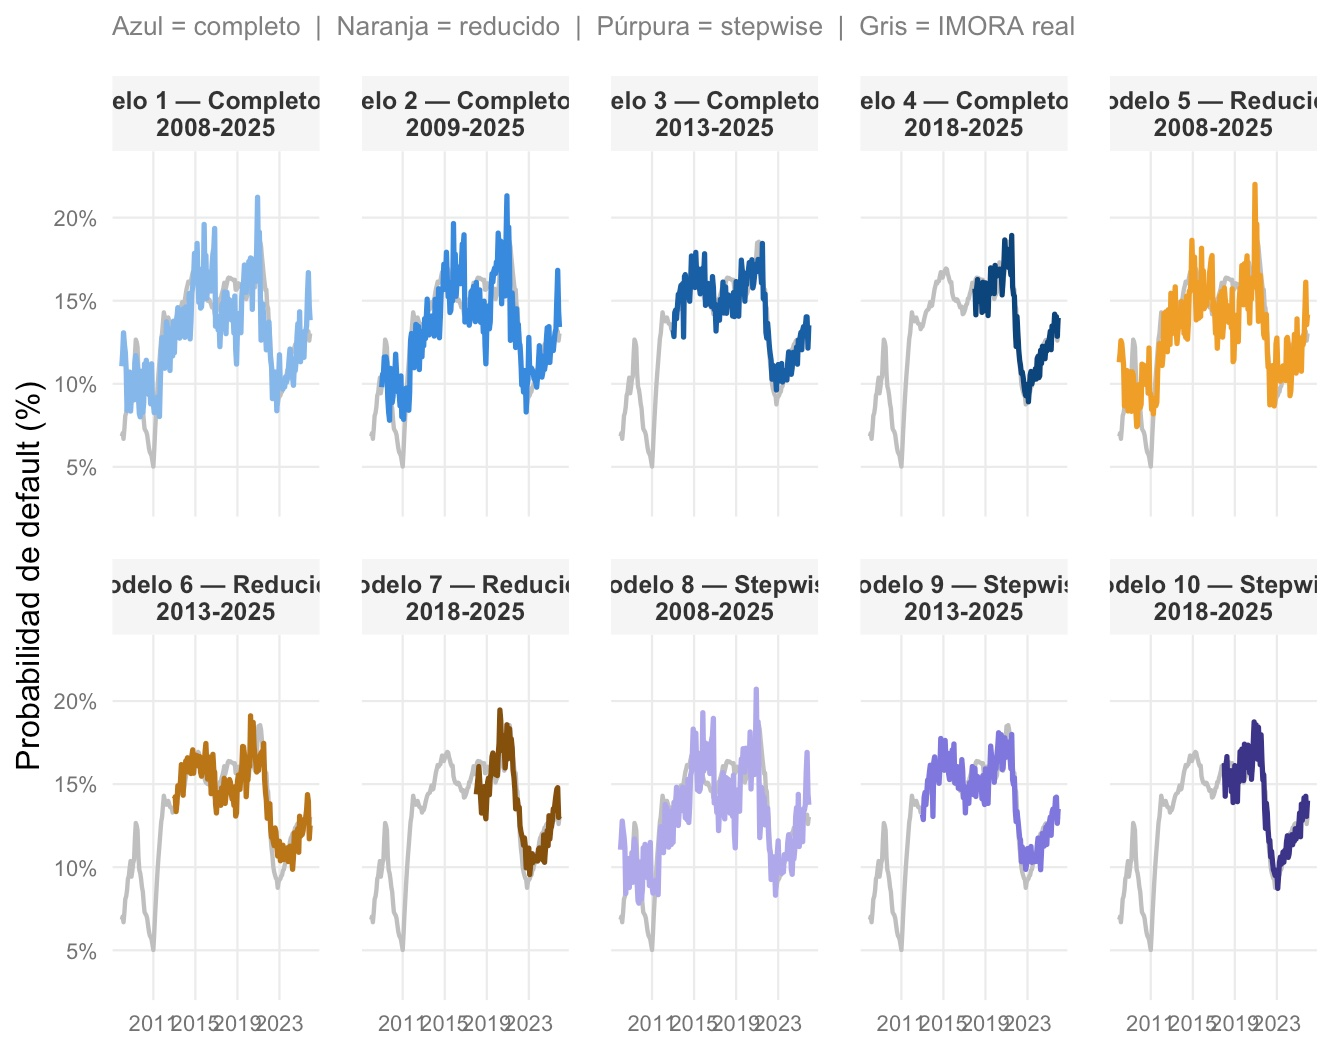 Azul = completo | Naranja = reducido | Púrpura = stepwise | Gris = IMORA real
elo 1 — Completo
2008-2025
elo 2 — Completo
2009-2025
elo 3 — Completo
2013-2025
elo 4 — Completo
2018-2025
odelo 5 — Reduci
2008-2025
20%
15%
10%
5%
Probabilidad de default (%)
odelo 6 — Reduci
2013-2025
odelo 7 — Reduci
2018-2025
odelo 8 — Stepwis
2008-2025
odelo 9 — Stepwis
2013-2025
odelo 10 — Stepwi
2018-2025
20%
15%
10%
5%
2011 2015 2019 2023
2011 2015 2019 2023
2011 2015 2019 2023
2011 2015 2019 2023
2011 2015 2019 2023